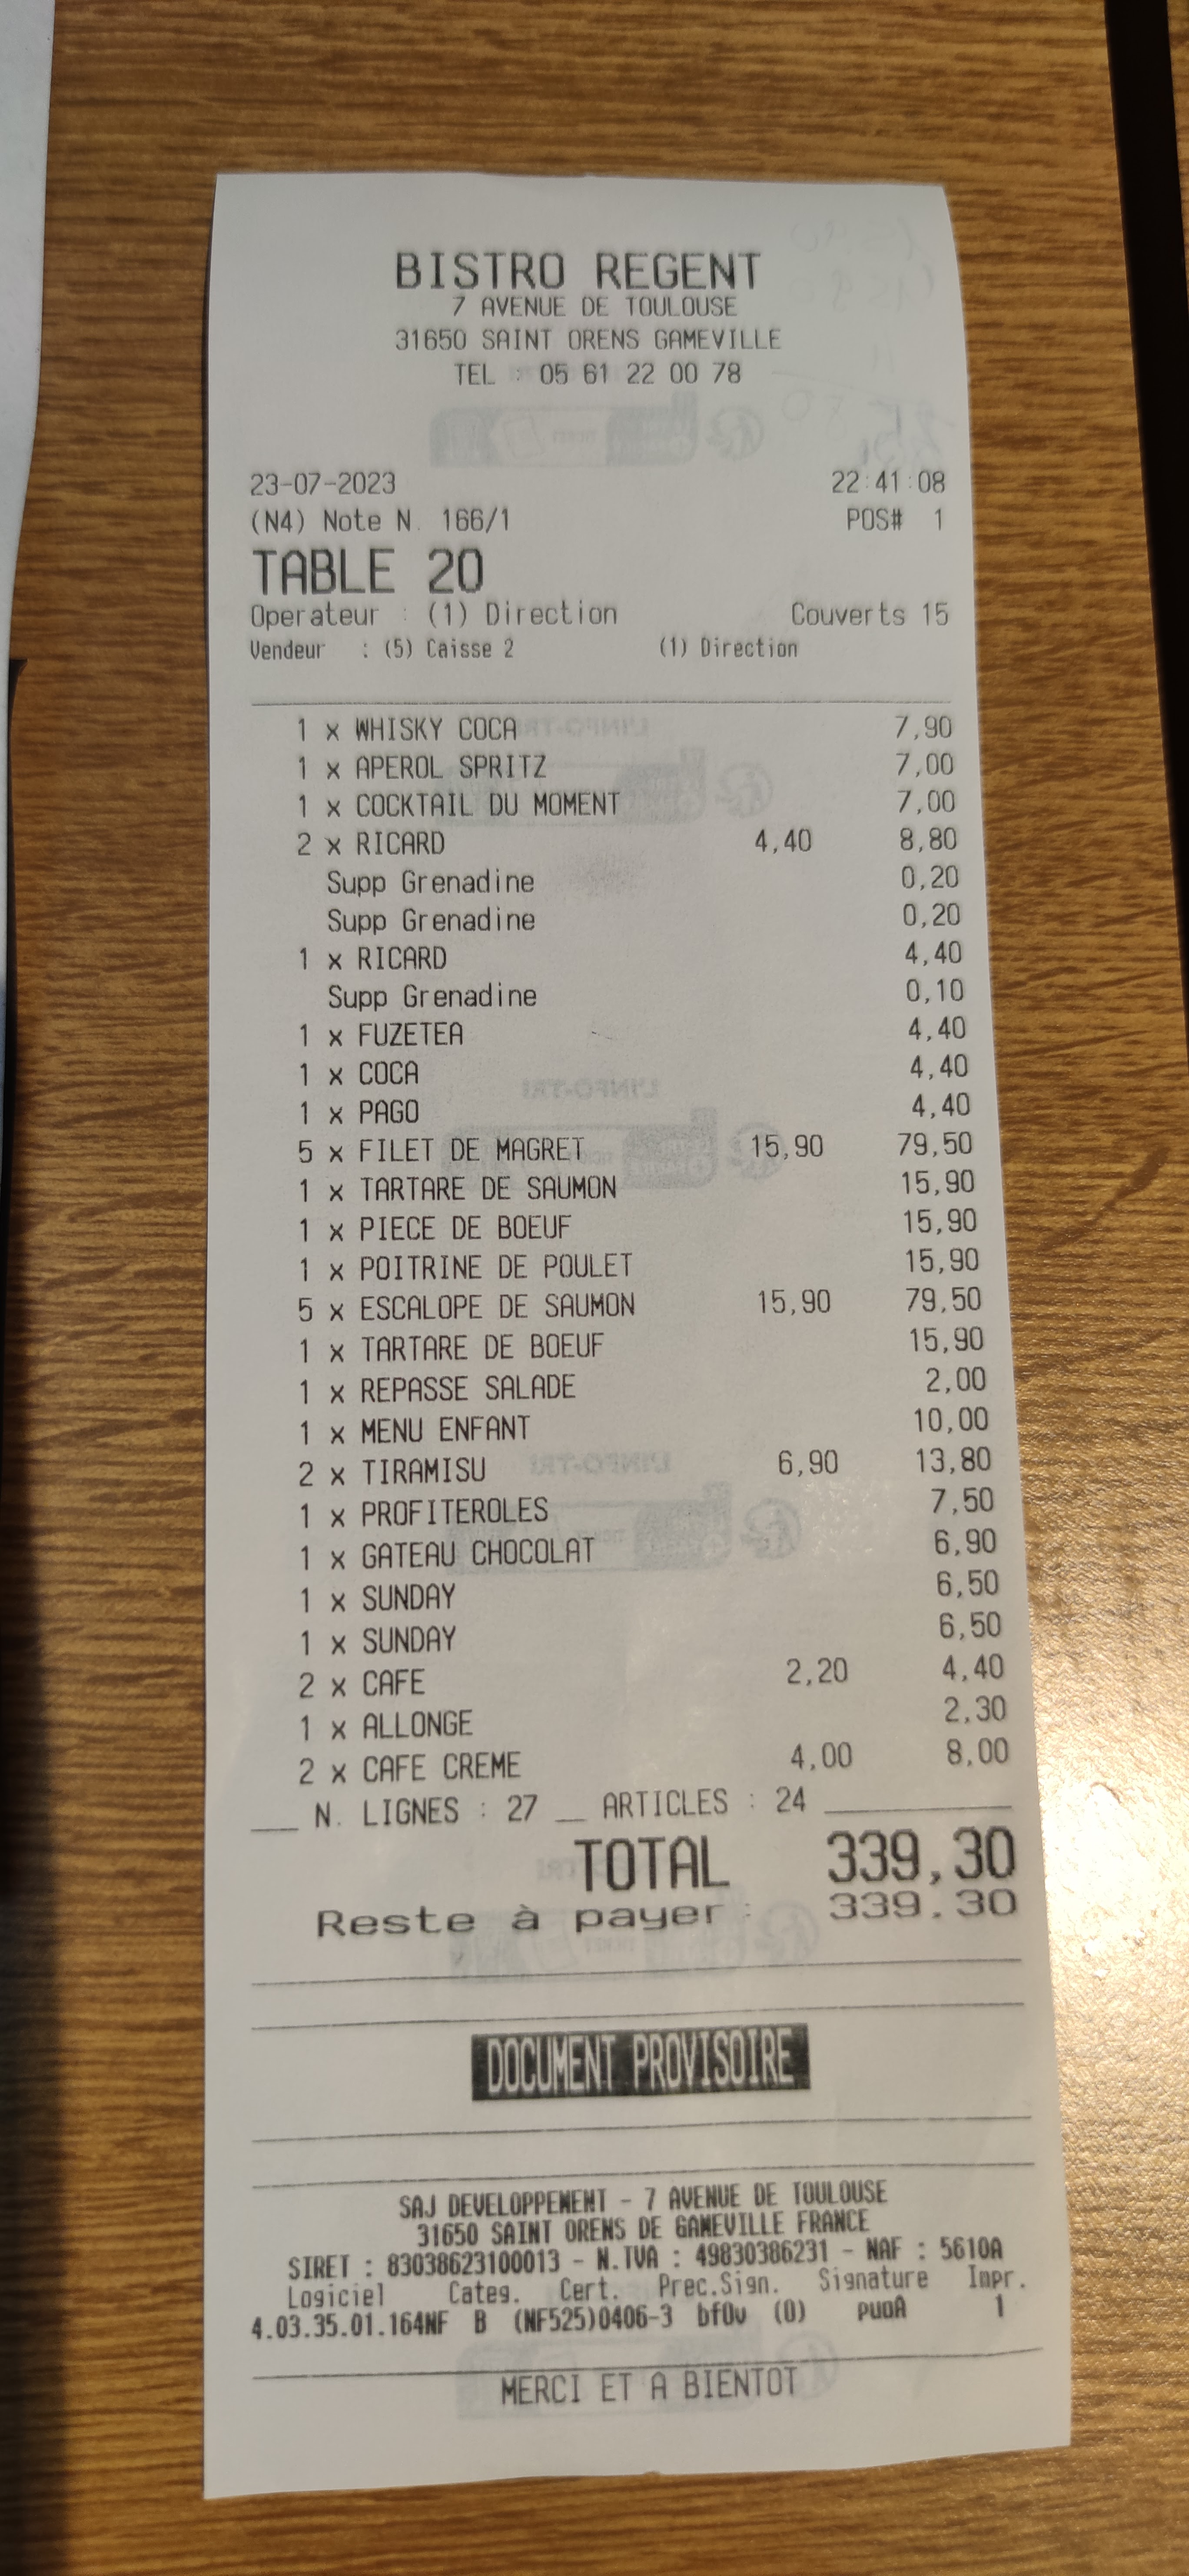 BISTRO REGENT
7 AVENUE DE TOULOUSE
31650 SAINT ORENS GAMEVILLE
TEL : 05 61 22 00 78
23-07-2023 22:41:08
(N4) Note N. 166/1 POS# 1
TABLE 20
Operateur : (1) Direction Couverts 15
Vendeur : (5) Caisse 2 (1) Direction
1 x WHISKY COCA 7,90
1 x APEROL SPRITZ 7,00
1 x COCKTAIL DU MOMENT 7,00
2 x RICARD 4,40 8,80
Supp Grenadine 0,20
Supp Grenadine 0,20
1 x RICARD 4,40
Supp Grenadine 0,10
1 x FUZETEA 4,40
1 x COCA 4,40
1 x PAGO 4,40
5 x FILET DE MAGRET 15,90 79,50
1 x TARTARE DE SAUMON 15,90
1 x PIECE DE BOEUF 15,90
1 x POITRINE DE POULET 15,90
5 x ESCALOPE DE SAUMON 15,90 79,50
1 x TARTARE DE BOEUF 15,90
1 x REPASSE SALADE 2,00
1 x MENU ENFANT 10,00
2 x TIRAMISU 6,90 13,80
1 x PROFITEROLES 7,50
1 x GATEAU CHOCOLAT 6,90
1 x SUNDAY 6,50
1 x SUNDAY 6,50
2 x CAFE 2,20 4,40
1 x ALLONGE 2,30
2 x CAFE CREME 4,00 8,00
N. LIGNES : 27 __ ARTICLES : 24
TOTAL 339,30
Reste à payer : 339.30
DOCUMENT PROVISOIRE
SAJ DEVELOPPEMENT - 7 AVENUE DE TOULOUSE
31650 SAINT ORENS DE GAMEVILLE FRANCE
SIRET : 83038623100013 - N.TVA : 49830386231 - NAF : 5610A
Logiciel Categ. Cert. Prec.Sign. Signature Impr.
4.03.35.01.164NF B (NF525)0406-3 bfOv (0) puoA 1
MERCI ET A BIENTOT